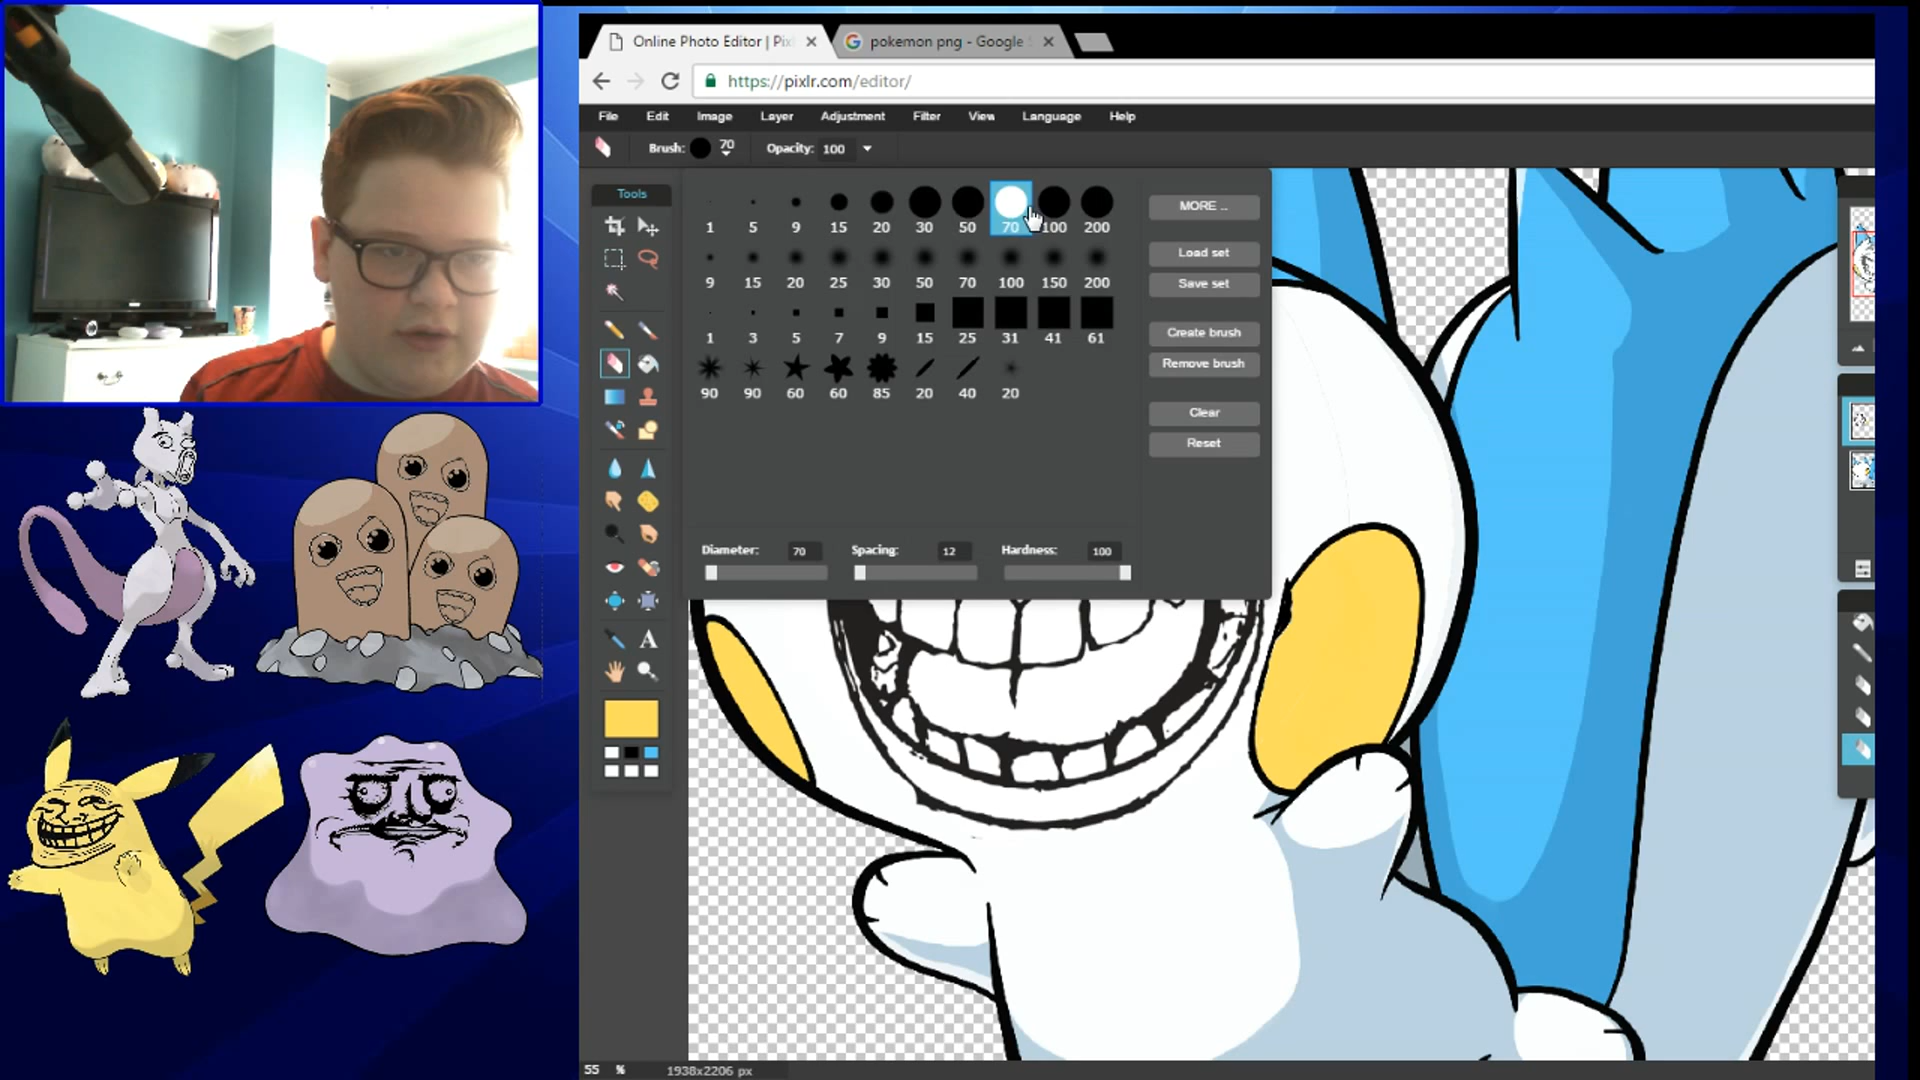 Online Photo Editor | Pix
pokemon png - Google
https://pixlr.com/editor/
File Edit Image Layer Adjustment Filter View Language Help
Brush: 70 Opacity: 100
Tools
1 5 9 15 20 30 50 70 100 200
9 15 20 25 30 50 70 100 150 200
1 3 5 7 9 15 25 31 41 61
90 90 60 60 85 20 40 20
MORE ..
Load set
Save set
Create brush
Remove brush
Clear
Reset
Diameter: 70 Spacing: 12 Hardness: 100
A
55 % 1938x2206 px